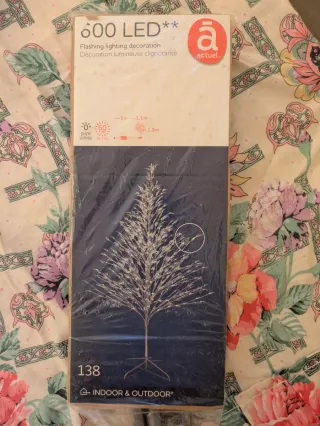 600 LED**
Flashing lighting decoration
Décoration lumineuse clignotante
ā
actuel
138
INDOOR & OUTDOOR*